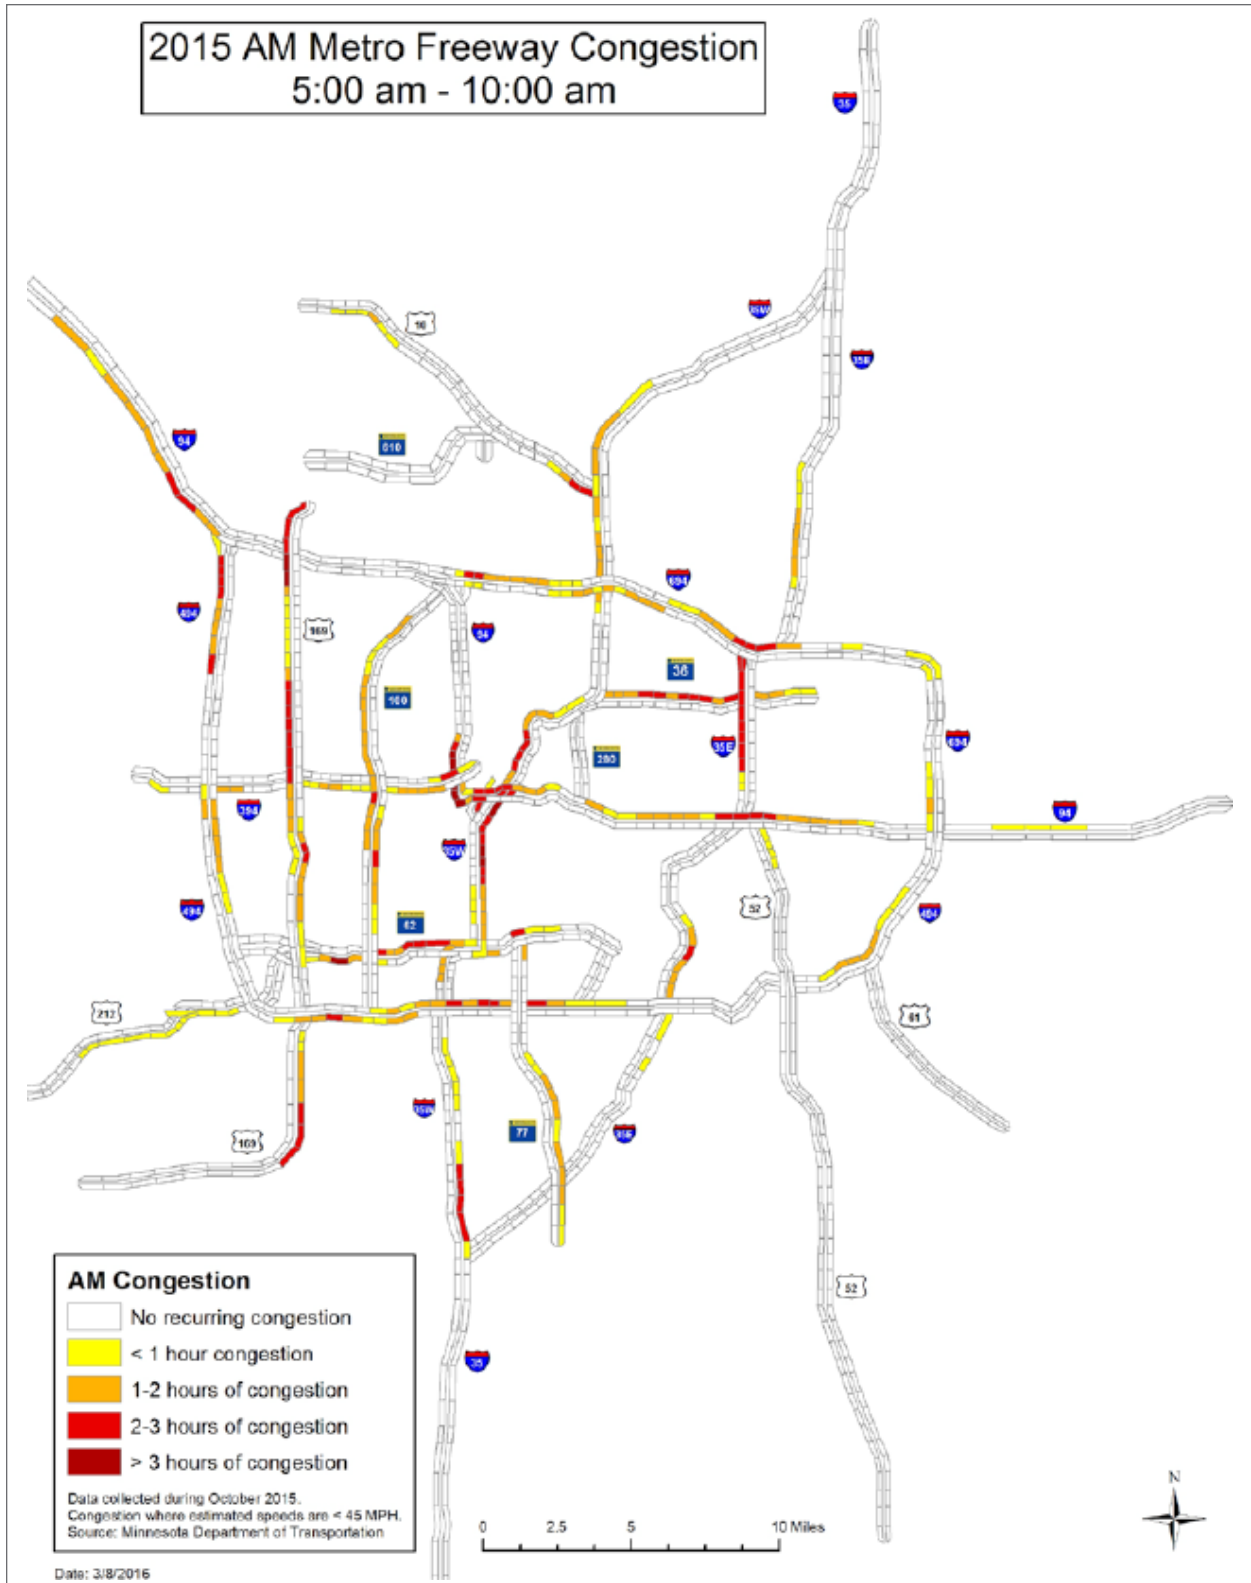 2015 AM Metro Freeway Congestion
5:00 am - 10:00 am
35
35W
10
35E
94
610
694
494
169
94
36
100
35E
694
280
394
94
35W
52
494
494
62
212
61
35W
77
35E
169
52
35
AM Congestion
No recurring congestion
< 1 hour congestion
1-2 hours of congestion
2-3 hours of congestion
> 3 hours of congestion
Data collected during October 2015.
Congestion where estimated speeds are < 45 MPH.
Source: Minnesota Department of Transportation
0 2.5 5 10 Miles
N
Date: 3/8/2016